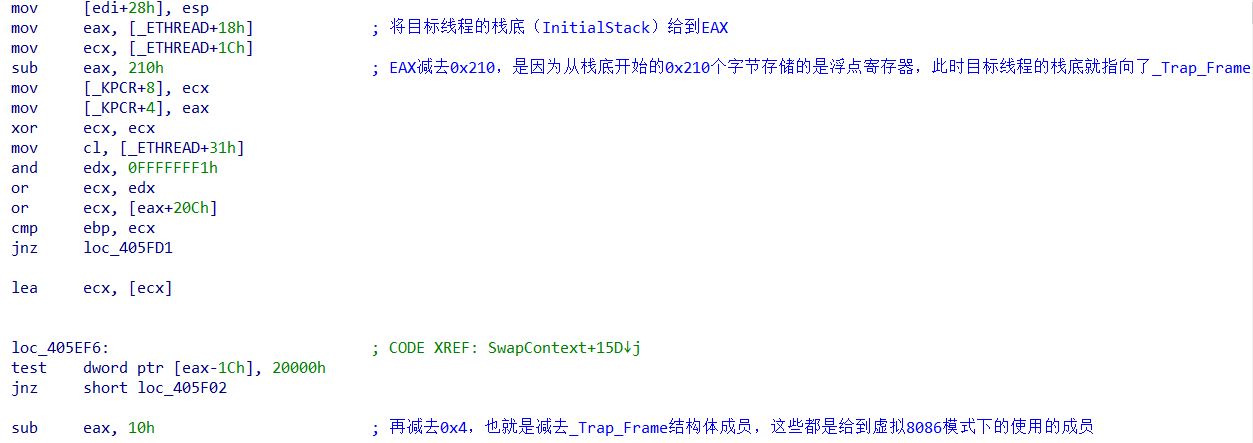 mov     [edi+28h], esp
mov     eax, [_ETHREAD+18h]             ; 将目标线程的栈底（InitialStack）给到EAX
mov     ecx, [_ETHREAD+1Ch]
sub     eax, 210h                       ; EAX减去0x210，是因为从栈底开始的0x210个字节存储的是浮点寄存器，此时目标线程的栈底就指向了_Trap_Frame
mov     [_KPCR+8], ecx
mov     [_KPCR+4], eax
xor     ecx, ecx
mov     cl, [_ETHREAD+31h]
and     edx, 0FFFFFFF1h
or      ecx, edx
or      ecx, [eax+20Ch]
cmp     ebp, ecx
jnz     loc_405FD1
lea     ecx, [ecx]
loc_405EF6:                             ; CODE XREF: SwapContext+15D↓j
test    dword ptr [eax-1Ch], 20000h
jnz     short loc_405F02
sub     eax, 10h                        ; 再减去0x4，也就是减去_Trap_Frame结构体成员，这些都是给到虚拟8086模式下的使用的成员